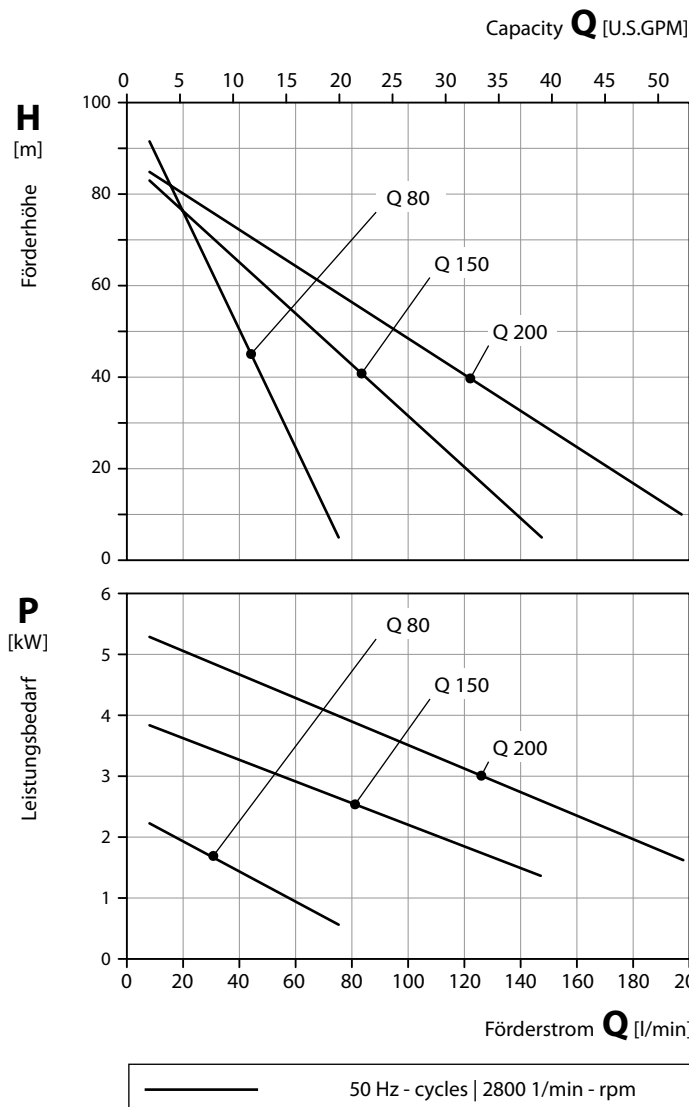 Capacity Q [U.S.GPM]
0 5 10 15 20 25 30 35 40 45 50
H
[m]
Förderhöhe
100
80
60
40
20
0
Q 80
Q 150
Q 200
P
[kW]
Leistungsbedarf
6
5
4
3
2
1
0
Q 80
Q 150
Q 200
0 20 40 60 80 100 120 140 160 180 20
Förderstrom Q [l/min]
50 Hz - cycles | 2800 1/min - rpm